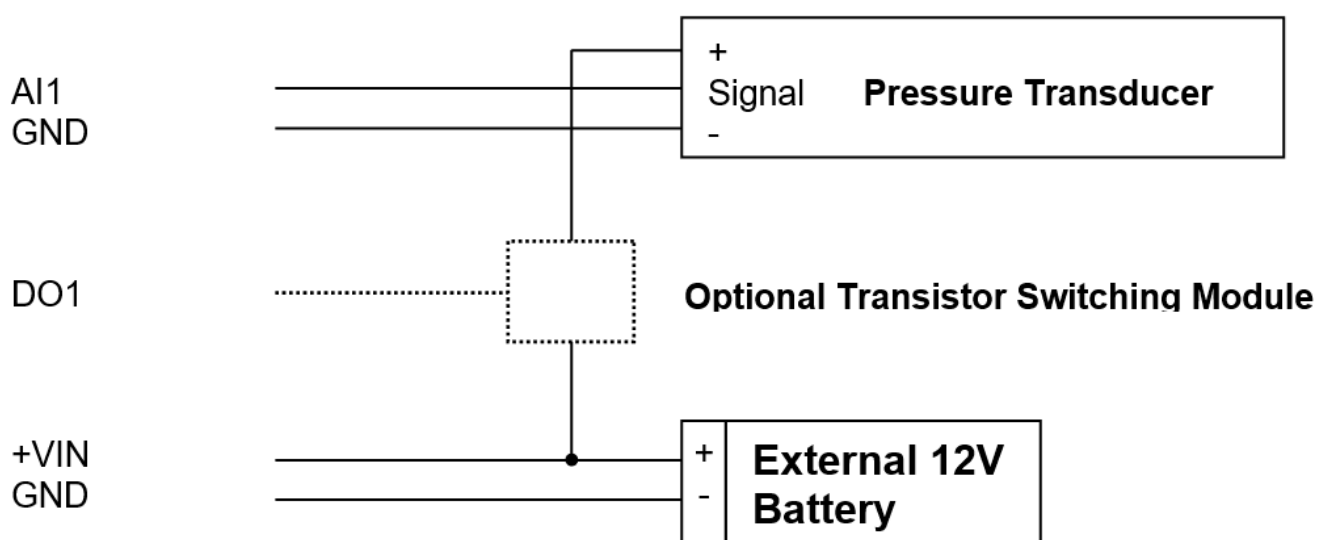 +
AI1 Signal Pressure Transducer
GND -
DO1 Optional Transistor Switching Module
+VIN + External 12V
GND - Battery